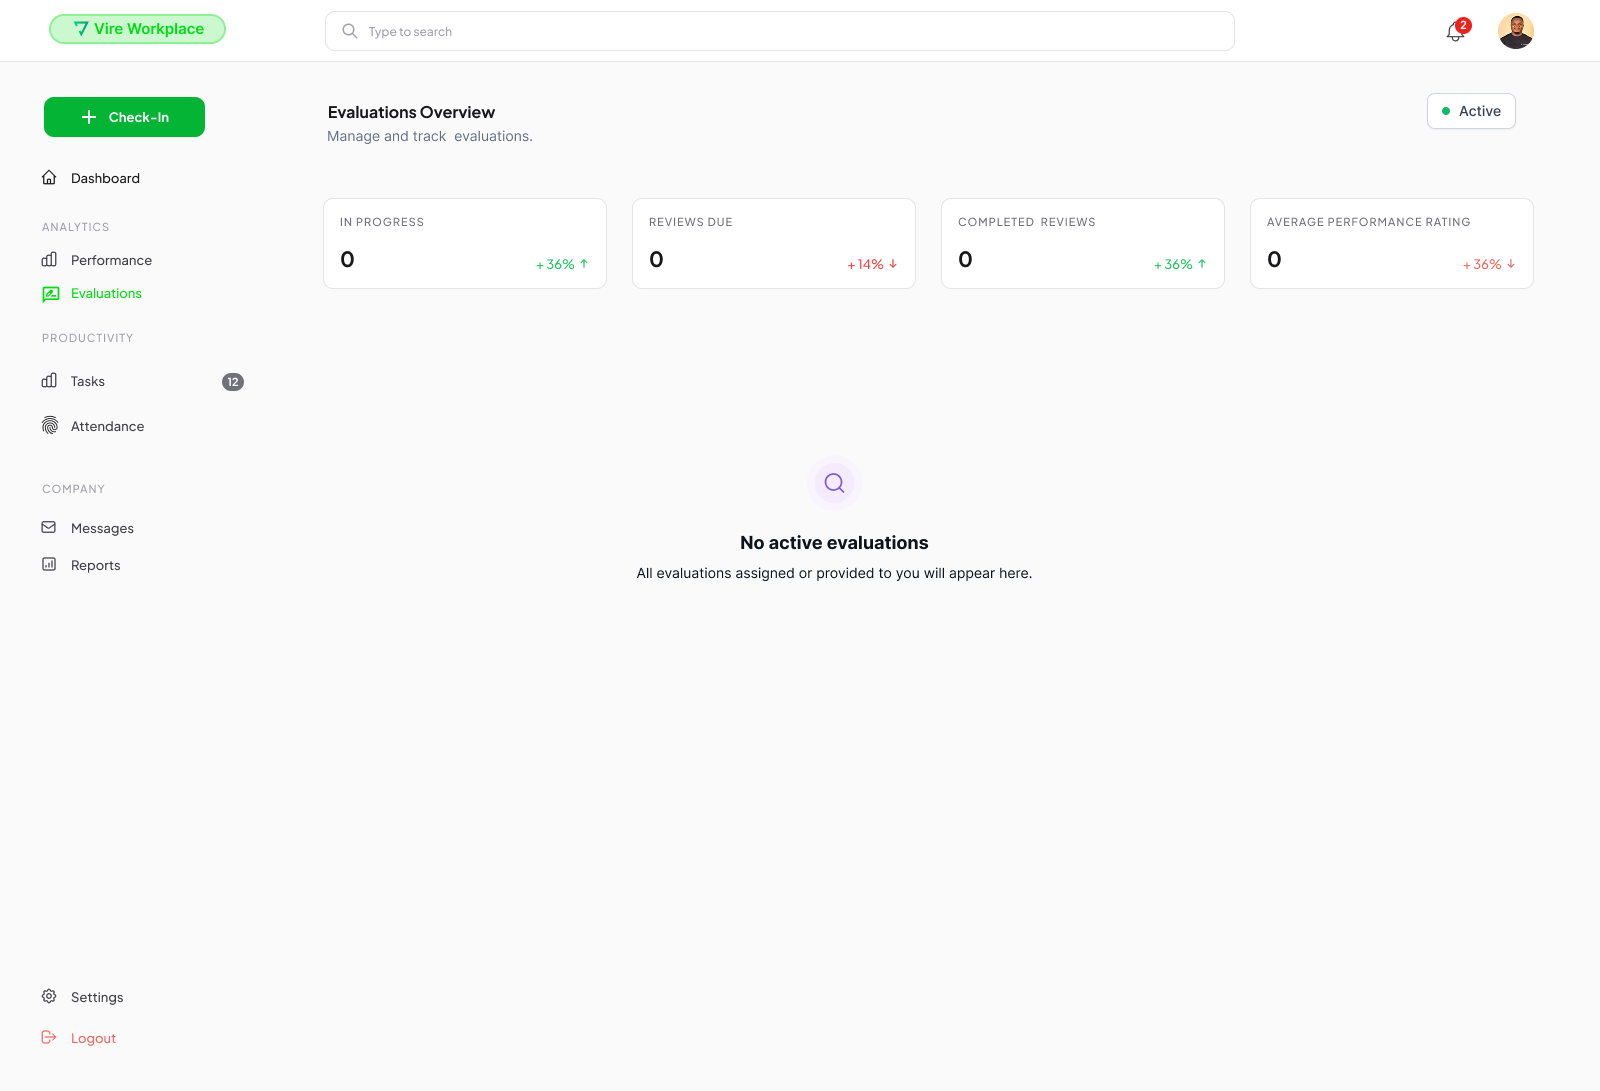 Vire Workplace
Type to search
2
Check-In
Dashboard
ANALYTICS
Performance
Evaluations
PRODUCTIVITY
Tasks 12
Attendance
COMPANY
Messages
Reports
Settings
Logout
Evaluations Overview
Manage and track evaluations.
Active
IN PROGRESS
0 + 36% ↑
REVIEWS DUE
0 + 14% ↓
COMPLETED REVIEWS
0 + 36% ↑
AVERAGE PERFORMANCE RATING
0 + 36% ↓
No active evaluations
All evaluations assigned or provided to you will appear here.